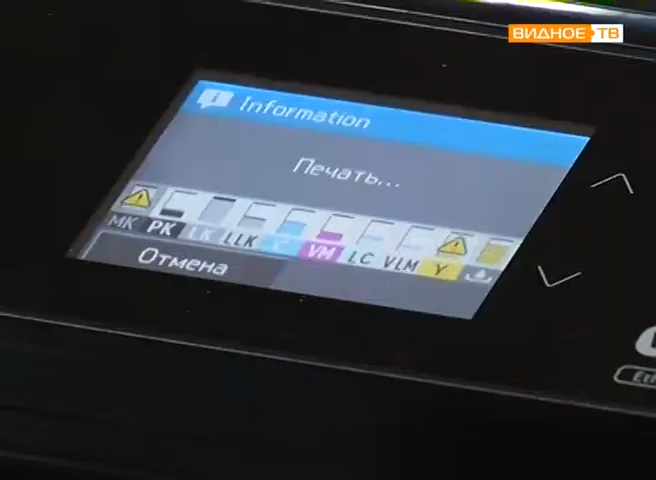 ВИДНОЕ ТВ
Information
Печать...
MK PK LK LLK C VM LC VLM Y
Отмена